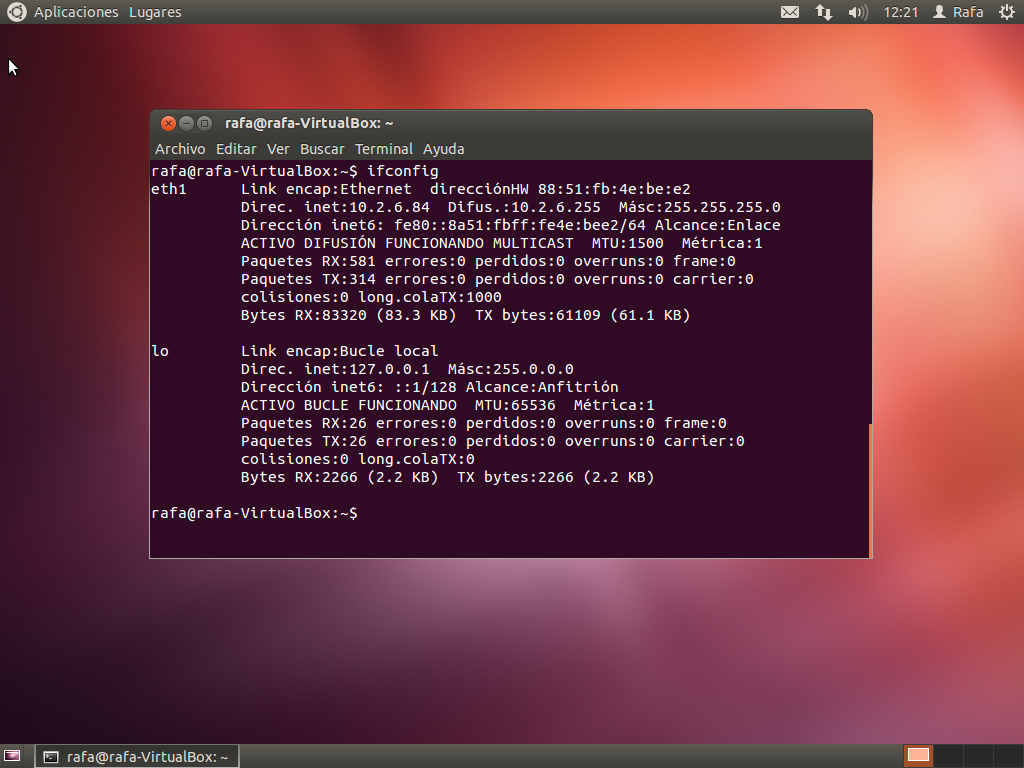 Aplicaciones Lugares 12:21 Rafa
rafa@rafa-VirtualBox: ~
Archivo Editar Ver Buscar Terminal Ayuda
rafa@rafa-VirtualBox:~$ ifconfig
eth1 Link encap:Ethernet direcciónHW 88:51:fb:4e:be:e2
Direc. inet:10.2.6.84 Difus.:10.2.6.255 Másc:255.255.255.0
Dirección inet6: fe80::8a51:fbff:fe4e:bee2/64 Alcance:Enlace
ACTIVO DIFUSIÓN FUNCIONANDO MULTICAST MTU:1500 Métrica:1
Paquetes RX:581 errores:0 perdidos:0 overruns:0 frame:0
Paquetes TX:314 errores:0 perdidos:0 overruns:0 carrier:0
colisiones:0 long.colaTX:1000
Bytes RX:83320 (83.3 KB) TX bytes:61109 (61.1 KB)
lo Link encap:Bucle local
Direc. inet:127.0.0.1 Másc:255.0.0.0
Dirección inet6: ::1/128 Alcance:Anfitrión
ACTIVO BUCLE FUNCIONANDO MTU:65536 Métrica:1
Paquetes RX:26 errores:0 perdidos:0 overruns:0 frame:0
Paquetes TX:26 errores:0 perdidos:0 overruns:0 carrier:0
colisiones:0 long.colaTX:0
Bytes RX:2266 (2.2 KB) TX bytes:2266 (2.2 KB)
rafa@rafa-VirtualBox:~$
rafa@rafa-VirtualBox: ~